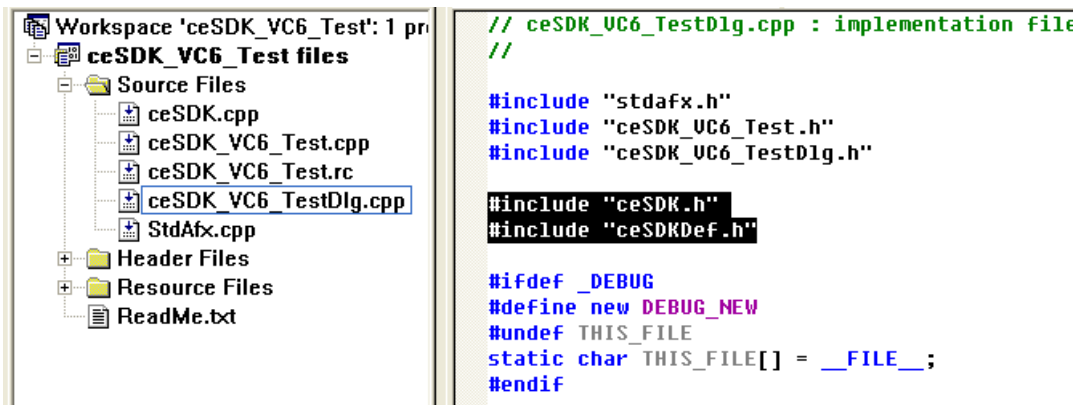 Workspace 'ceSDK_VC6_Test': 1 pr
ceSDK_VC6_Test files
Source Files
ceSDK.cpp
ceSDK_VC6_Test.cpp
ceSDK_VC6_Test.rc
ceSDK_VC6_TestDlg.cpp
StdAfx.cpp
Header Files
Resource Files
ReadMe.txt
// ceSDK_VC6_TestDlg.cpp : implementation file
//
#include "stdafx.h"
#include "ceSDK_VC6_Test.h"
#include "ceSDK_VC6_TestDlg.h"
#include "ceSDK.h"
#include "ceSDKDef.h"
#ifdef _DEBUG
#define new DEBUG_NEW
#undef THIS_FILE
static char THIS_FILE[] = __FILE__;
#endif